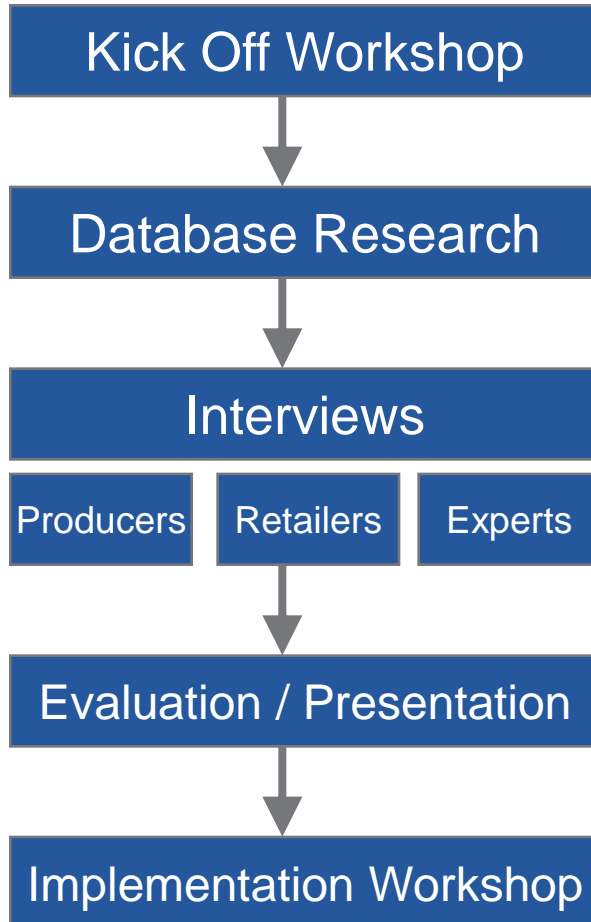 Kick Off Workshop
Database Research
Interviews
Producers Retailers Experts
Evaluation / Presentation
Implementation Workshop